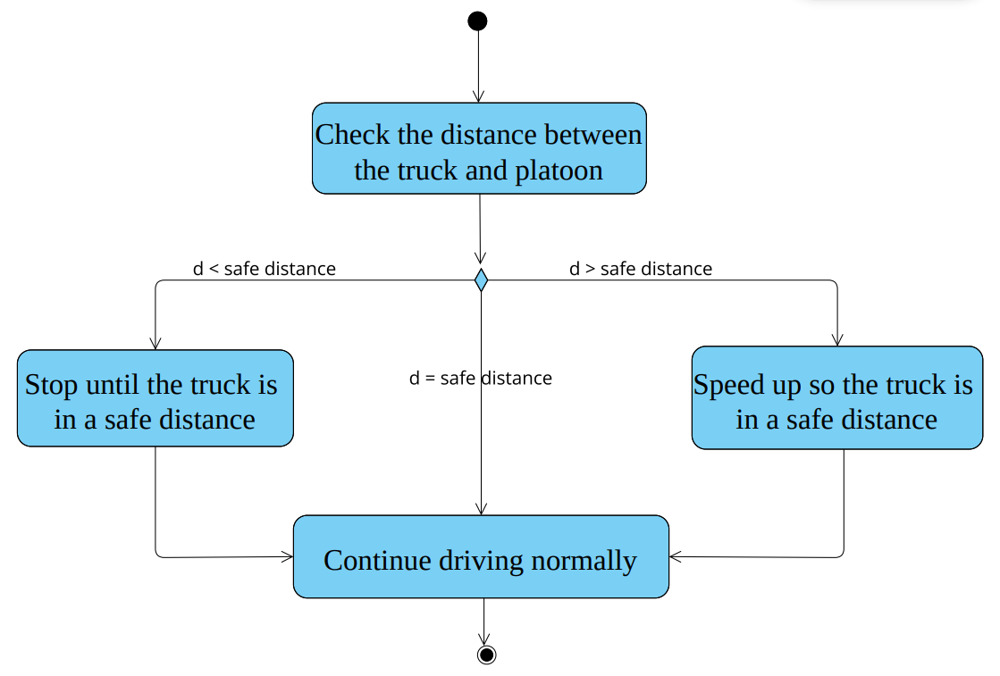 Check the distance between
the truck and platoon
d < safe distance
d > safe distance
d = safe distance
Stop until the truck is
in a safe distance
Speed up so the truck is
in a safe distance
Continue driving normally